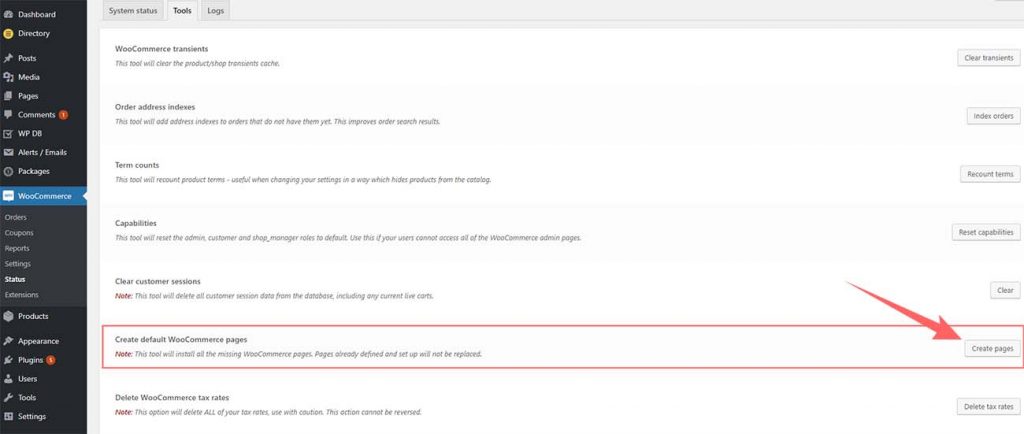 Dashboard
Directory
Posts
Media
Pages
Comments 1
WP DB
Alerts / Emails
Packages
WooCommerce
Orders
Coupons
Reports
Settings
Status
Extensions
Products
Appearance
Plugins 5
Users
Tools
Settings
System status Tools Logs
WooCommerce transients
This tool will clear the product/shop transients cache.
Clear transients
Order address indexes
This tool will add address indexes to orders that do not have them yet. This improves order search results.
Index orders
Term counts
This tool will recount product terms - useful when changing your settings in a way which hides products from the catalog.
Recount terms
Capabilities
This tool will reset the admin, customer and shop_manager roles to default. Use this if your users cannot access all of the WooCommerce admin pages.
Reset capabilities
Clear customer sessions
Note: This tool will delete all customer session data from the database, including any current live carts.
Clear
Create default WooCommerce pages
Note: This tool will install all the missing WooCommerce pages. Pages already defined and set up will not be replaced.
Create pages
Delete WooCommerce tax rates
Note: This option will delete ALL of your tax rates, use with caution. This action cannot be reversed.
Delete tax rates